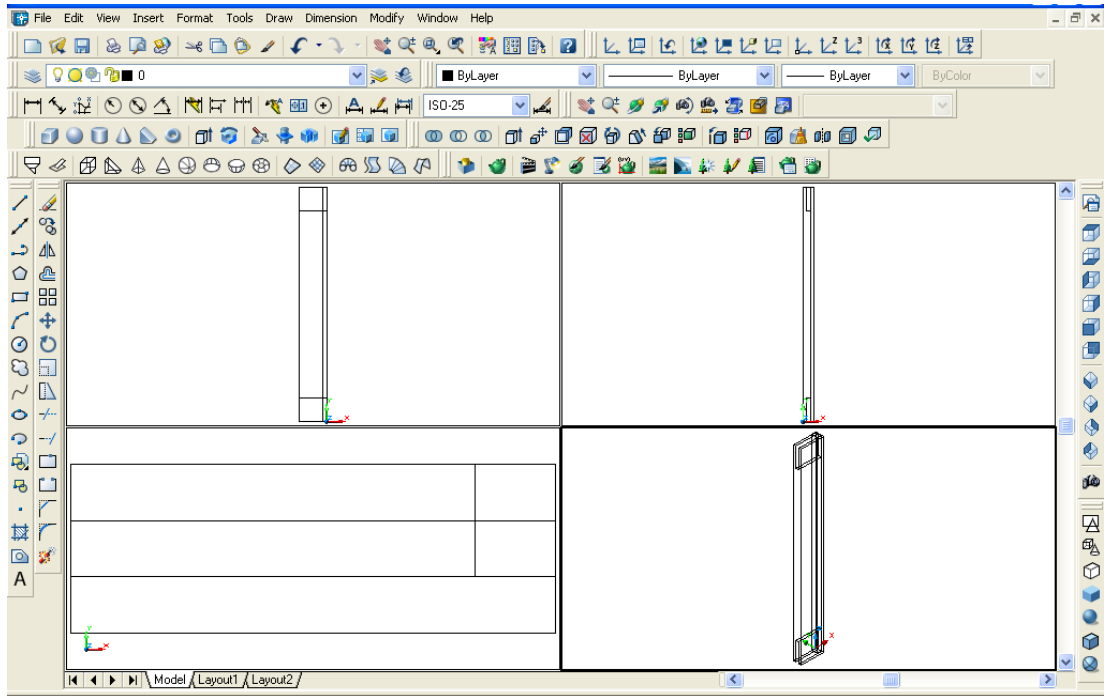 File Edit View Insert Format Tools Draw Dimension Modify Window Help
0 ByLayer ByLayer ByLayer ByColor
ISO-25
X
X
Y
X
X
A
Model Layout1 Layout2